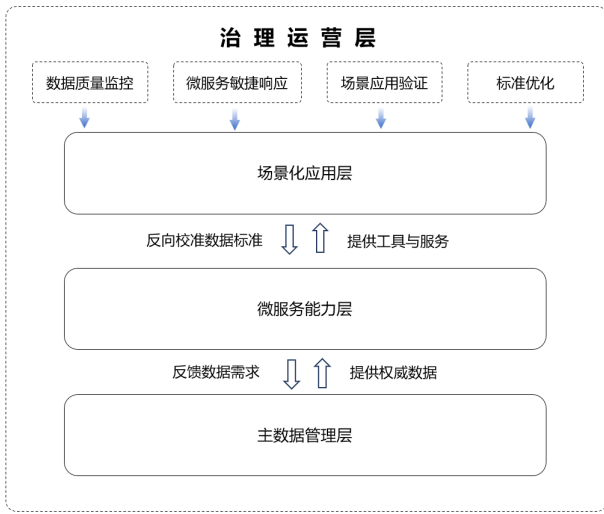 治理运营层
数据质量监控 微服务敏捷响应 场景应用验证 标准优化
场景化应用层
反向校准数据标准 提供工具与服务
微服务能力层
反馈数据需求 提供权威数据
主数据管理层